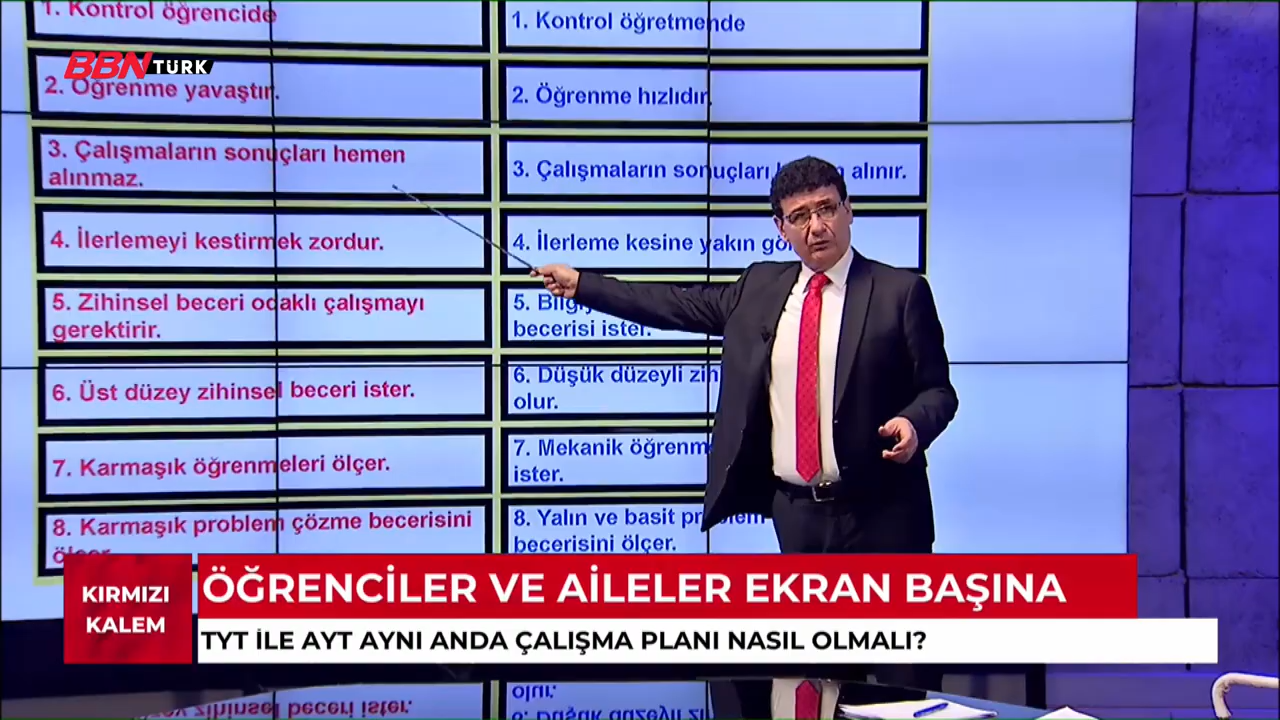 1. Kontrol öğrencide
1. Kontrol öğretmende
BBN TÜRK
2. Öğrenme yavaştır.
2. Öğrenme hızlıdır.
3. Çalışmaların sonuçları hemen
alınmaz.
3. Çalışmaların sonuçları alınır.
4. İlerlemeyi kestirmek zordur.
4. İlerleme kesine yakın
5. Zihinsel beceri odaklı çalışmayı
gerektirir.
5.
becerisi ister.
6. Üst düzey zihinsel beceri ister.
6. Düşük düzeyli
olur.
7. Karmaşık öğrenmeleri ölçer.
7. Mekanik
ister.
8. Karmaşık problem çözme becerisini
ölçer.
8. Yalın ve basit problem
becerisini ölçer.
KIRMIZI
KALEM
ÖĞRENCİLER VE AİLELER EKRAN BAŞINA
TYT İLE AYT AYNI ANDA ÇALIŞMA PLANI NASIL OLMALI?